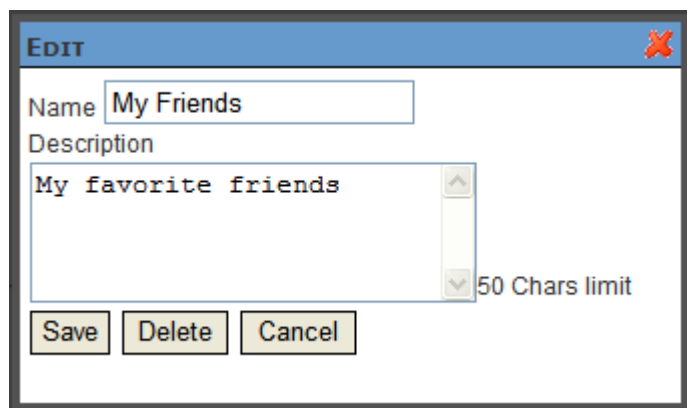 EDIT
Name My Friends
Description
My favorite friends
50 Chars limit
Save Delete Cancel